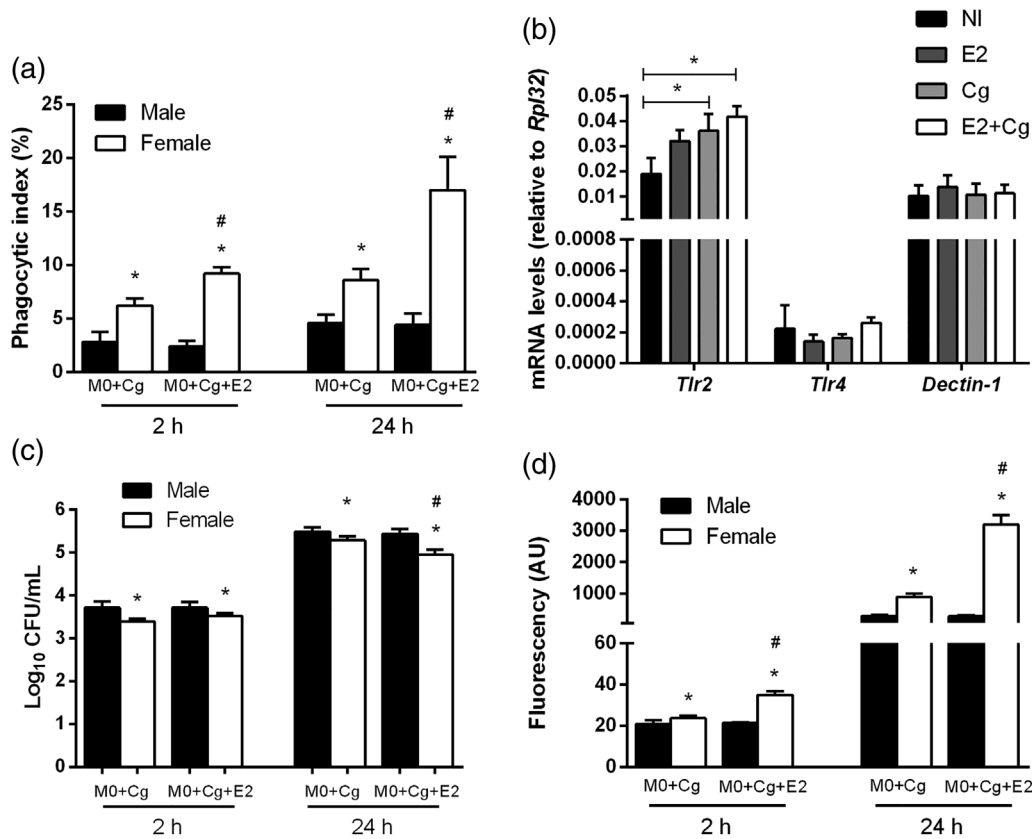 (a)
Male
Female
Phagocytic index (%)
25
20
15
10
5
0
*
#
*
*
#
*
M0+Cg
M0+Cg+E2
M0+Cg
M0+Cg+E2
2 h
24 h
(b)
NI
E2
Cg
E2+Cg
mRNA levels (relative to Rpl32)
*
*
0.05
0.04
0.03
0.02
0.01
0.0008
0.0006
0.0004
0.0002
0.0000
Tlr2
Tlr4
Dectin-1
(c)
Male
Female
Log10 CFU/mL
6
5
4
3
2
1
0
*
*
*
#
*
M0+Cg
M0+Cg+E2
M0+Cg
M0+Cg+E2
2 h
24 h
(d)
Male
Female
Fluorescency (AU)
4000
3000
2000
1000
60
40
20
0
*
#
*
*
#
*
M0+Cg
M0+Cg+E2
M0+Cg
M0+Cg+E2
2 h
24 h